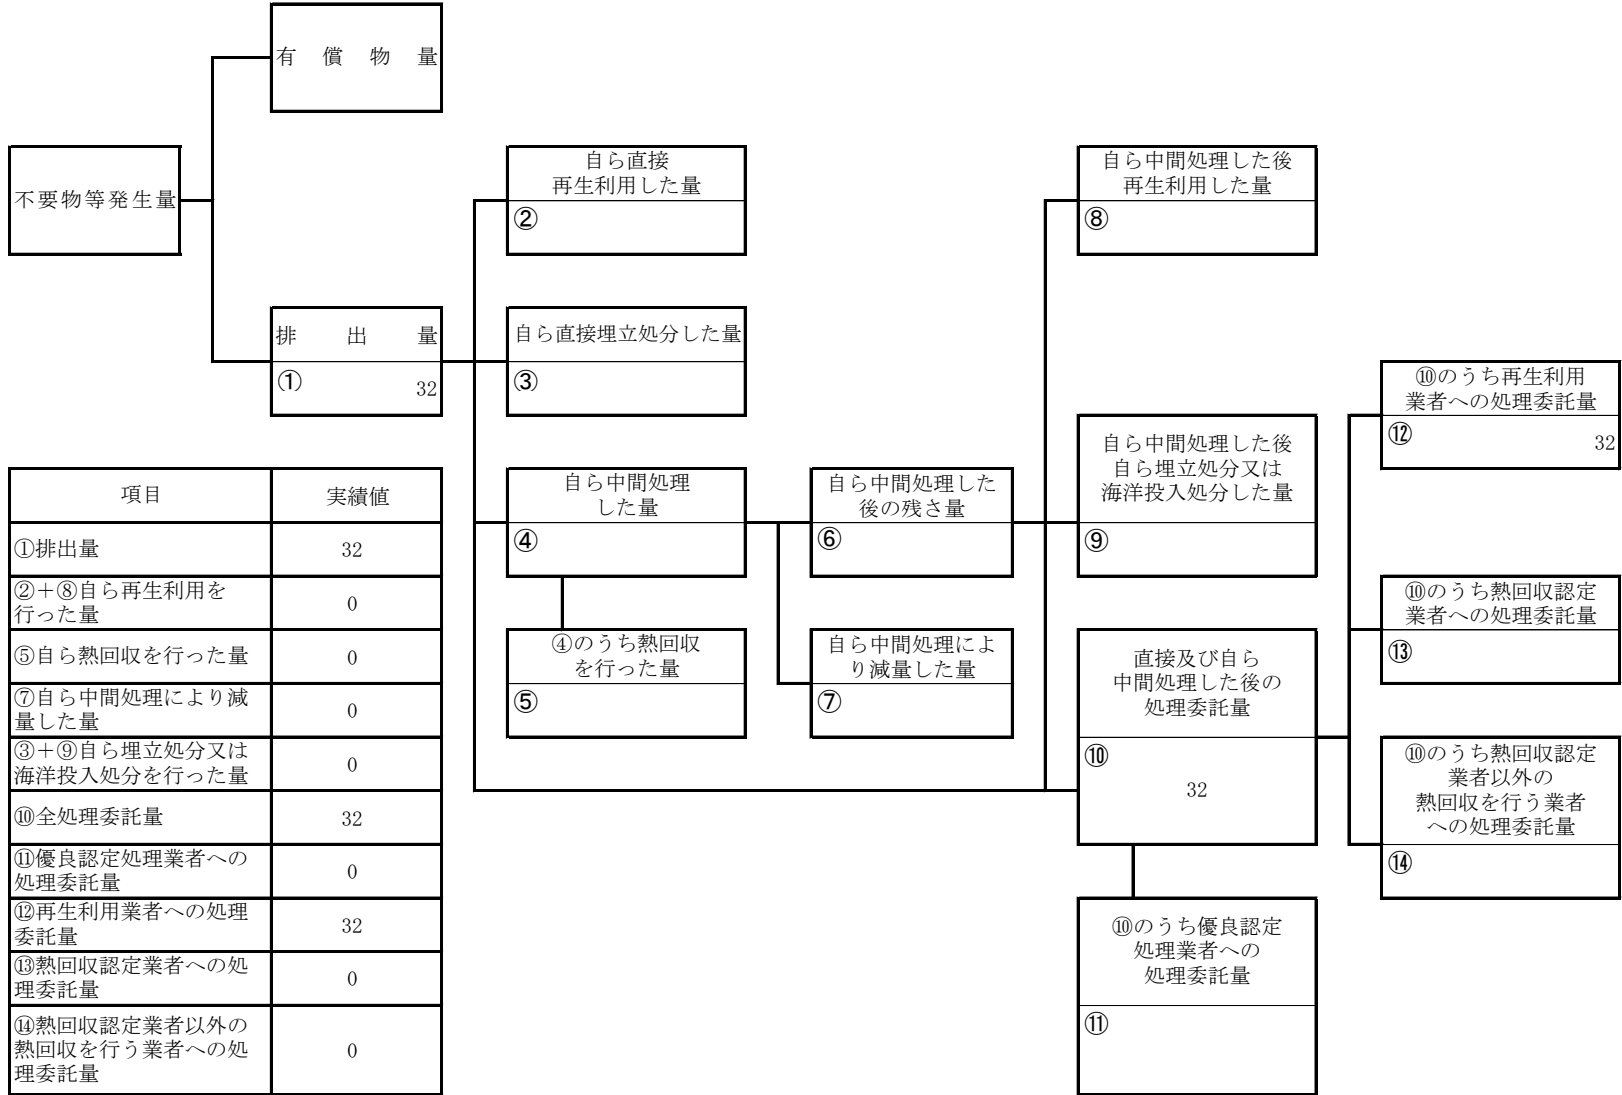 有償物量
不要物等発生量
自ら直接
再生利用した量
②
自ら中間処理した後
再生利用した量
⑧
排出量
① 32
自ら直接埋立処分した量
③
⑩のうち再生利用
業者への処理委託量
⑫ 32
自ら中間処理
した量
④
自ら中間処理した
後の残さ量
⑥
自ら中間処理した後
自ら埋立処分又は
海洋投入処分した量
⑨
④のうち熱回収
を行った量
⑤
自ら中間処理によ
り減量した量
⑦
直接及び自ら
中間処理した後の
処理委託量
⑩
32
⑩のうち熱回収認定
業者への処理委託量
⑬
⑩のうち熱回収認定
業者以外の
熱回収を行う業者
への処理委託量
⑭
⑩のうち優良認定
処理業者への
処理委託量
⑪
項目 実績値
①排出量 32
②+⑧自ら再生利用を
行った量 0
⑤自ら熱回収を行った量 0
⑦自ら中間処理により減
量した量 0
③+⑨自ら埋立処分又は
海洋投入処分を行った量 0
⑩全処理委託量 32
⑪優良認定処理業者への
処理委託量 0
⑫再生利用業者への処理
委託量 32
⑬熱回収認定業者への処
理委託量 0
⑭熱回収認定業者以外の
熱回収を行う業者への処
理委託量 0